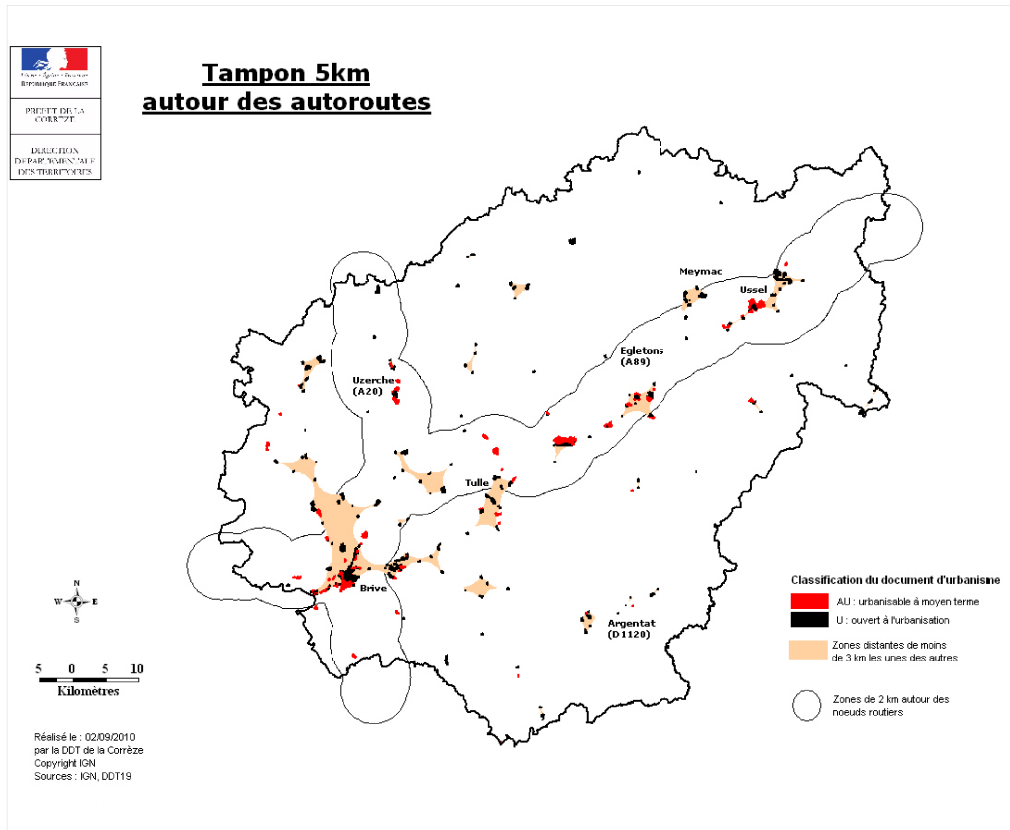 Tampon 5km
autour des autoroutes
RÉPUBLIQUE FRANÇAISE
PREFET DE LA
CORREZE
DIRECTION
DEPARTEMENTALE
DES TERRITOIRES
Meymac
Ussel
Egletons
(A89)
Uzerche
(A20)
Tulle
Brive
Argentat
(D1120)
N
W E
S
5 0 5 10
Kilomètres
Réalisé le : 02/09/2010
par la DDT de la Corrèze
Copyright IGN
Sources : IGN, DDT19
Classification du document d'urbanisme
AU : urbanisable à moyen terme
U : ouvert à l'urbanisation
Zones distantes de moins
de 3 km les unes des autres
Zones de 2 km autour des
noeuds routiers